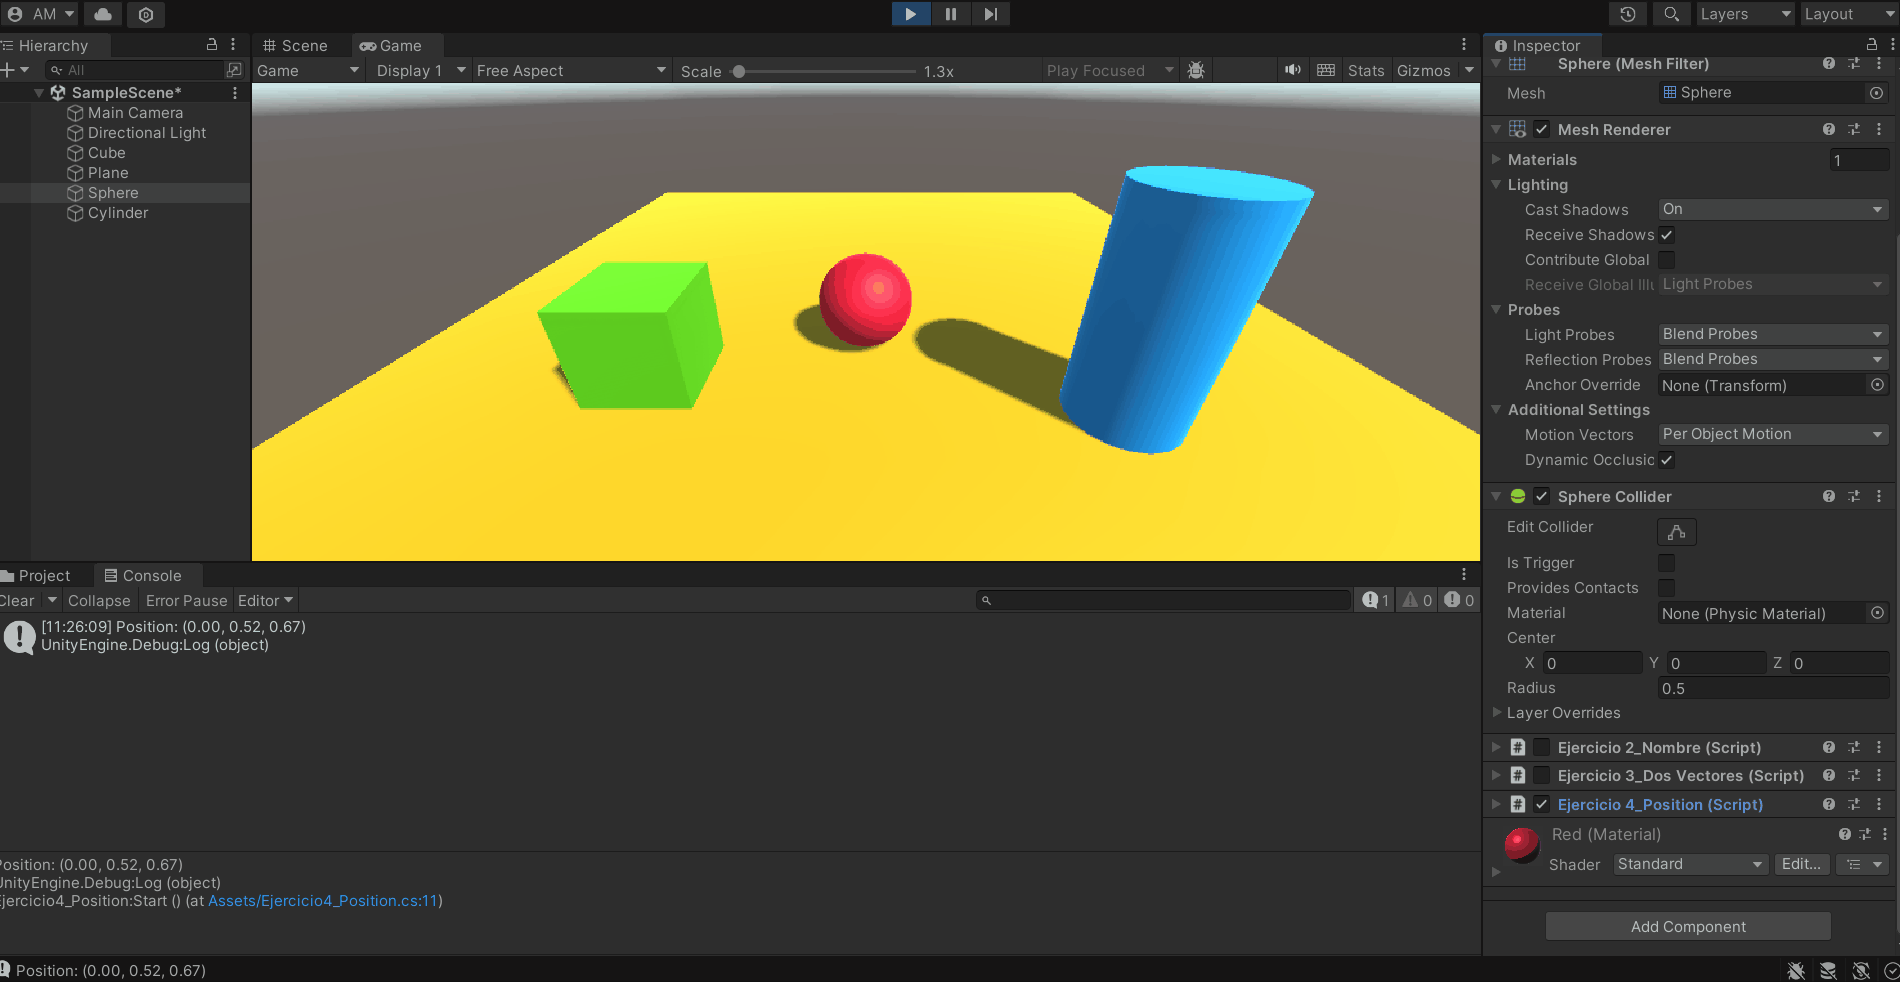 AM
Layers
Layout
Hierarchy
Scene
Game
Inspector
All
Game
Display 1
Free Aspect
Scale
1.3x
Play Focused
Stats
Gizmos
SampleScene*
Main Camera
Directional Light
Cube
Plane
Sphere
Cylinder
Sphere (Mesh Filter)
Mesh
Sphere
Mesh Renderer
Materials
1
Lighting
Cast Shadows
On
Receive Shadows
Contribute Global
Receive Global Illu
Light Probes
Probes
Light Probes
Blend Probes
Reflection Probes
Blend Probes
Anchor Override
None (Transform)
Additional Settings
Motion Vectors
Per Object Motion
Dynamic Occlusic
Sphere Collider
Edit Collider
Is Trigger
Provides Contacts
Material
None (Physic Material)
Center
X 0 Y 0 Z 0
Radius
0.5
Layer Overrides
Ejercicio 2_Nombre (Script)
Ejercicio 3_Dos Vectores (Script)
Ejercicio 4_Position (Script)
Red (Material)
Shader
Standard
Edit...
Add Component
Project
Console
Clear
Collapse
Error Pause
Editor
1
0
0
[11:26:09] Position: (0.00, 0.52, 0.67)
UnityEngine.Debug:Log (object)
Position: (0.00, 0.52, 0.67)
UnityEngine.Debug:Log (object)
Ejercicio4_Position:Start () (at Assets/Ejercicio4_Position.cs:11)
Position: (0.00, 0.52, 0.67)